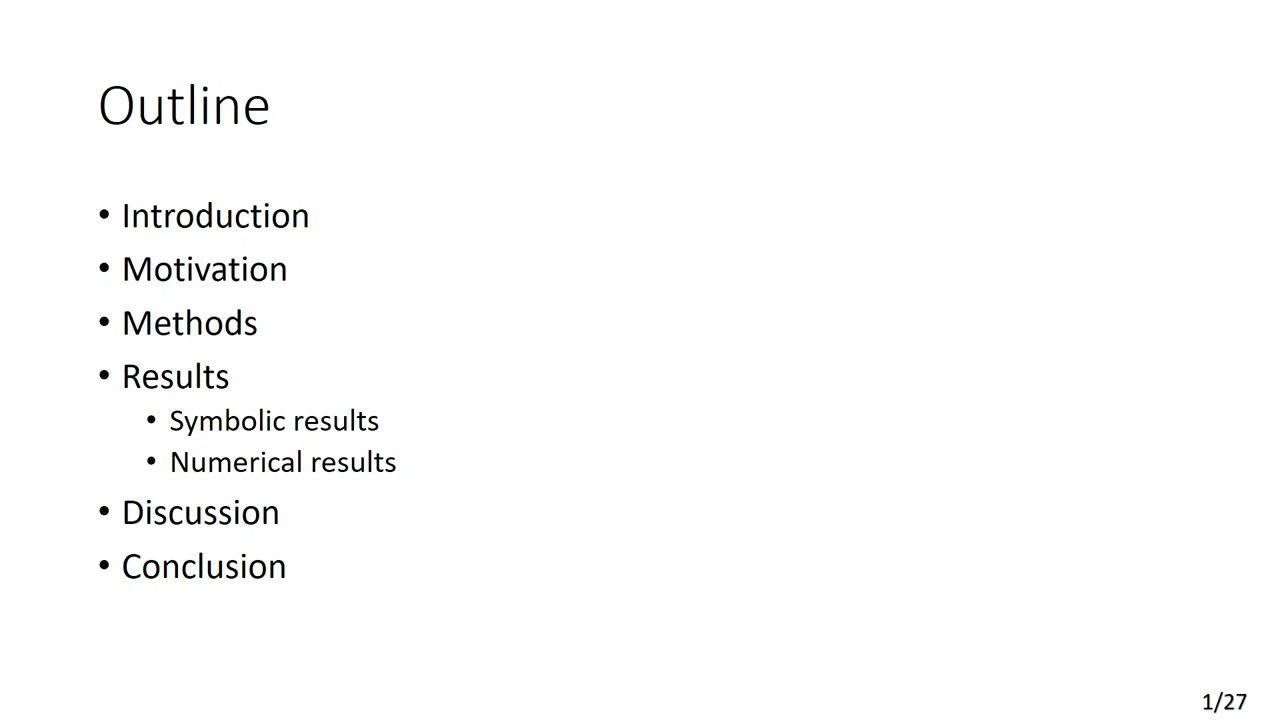 Outline
• Introduction
• Motivation
• Methods
• Results
• Symbolic results
• Numerical results
• Discussion
• Conclusion
1/27